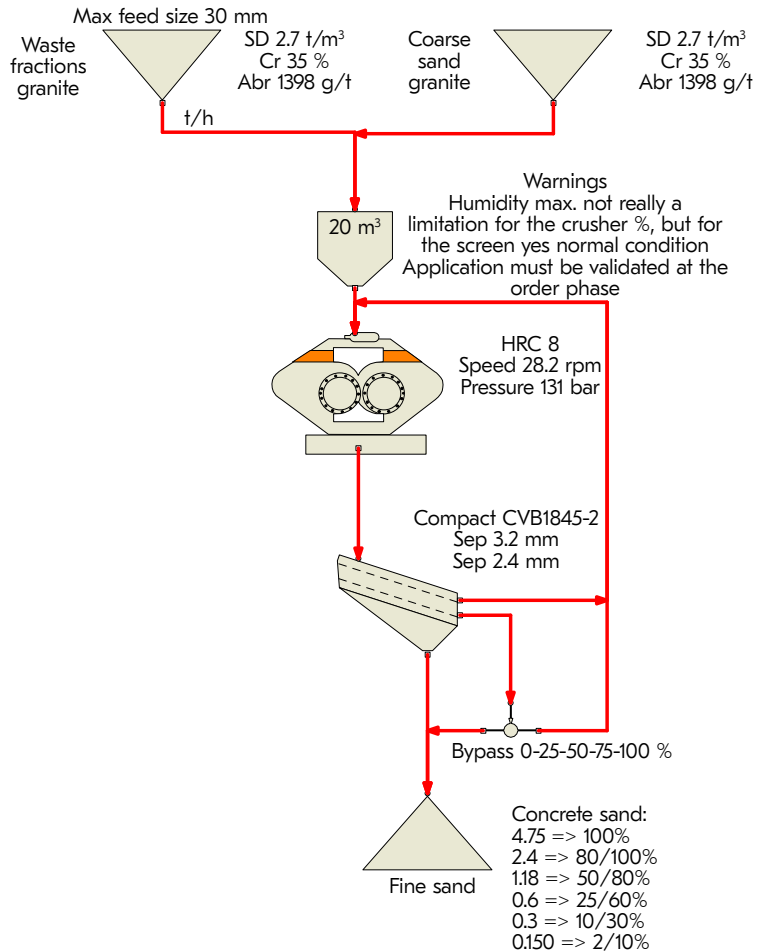 Max feed size 30 mm
Waste
fractions
granite
SD 2.7 t/m³
Cr 35 %
Abr 1398 g/t
Coarse
sand
granite
SD 2.7 t/m³
Cr 35 %
Abr 1398 g/t
t/h
20 m³
Warnings
Humidity max. not really a
limitation for the crusher %, but for
the screen yes normal condition
Application must be validated at the
order phase
HRC 8
Speed 28.2 rpm
Pressure 131 bar
Compact CVB1845-2
Sep 3.2 mm
Sep 2.4 mm
Bypass 0-25-50-75-100 %
Fine sand
Concrete sand:
4.75 => 100%
2.4 => 80/100%
1.18 => 50/80%
0.6 => 25/60%
0.3 => 10/30%
0.150 => 2/10%